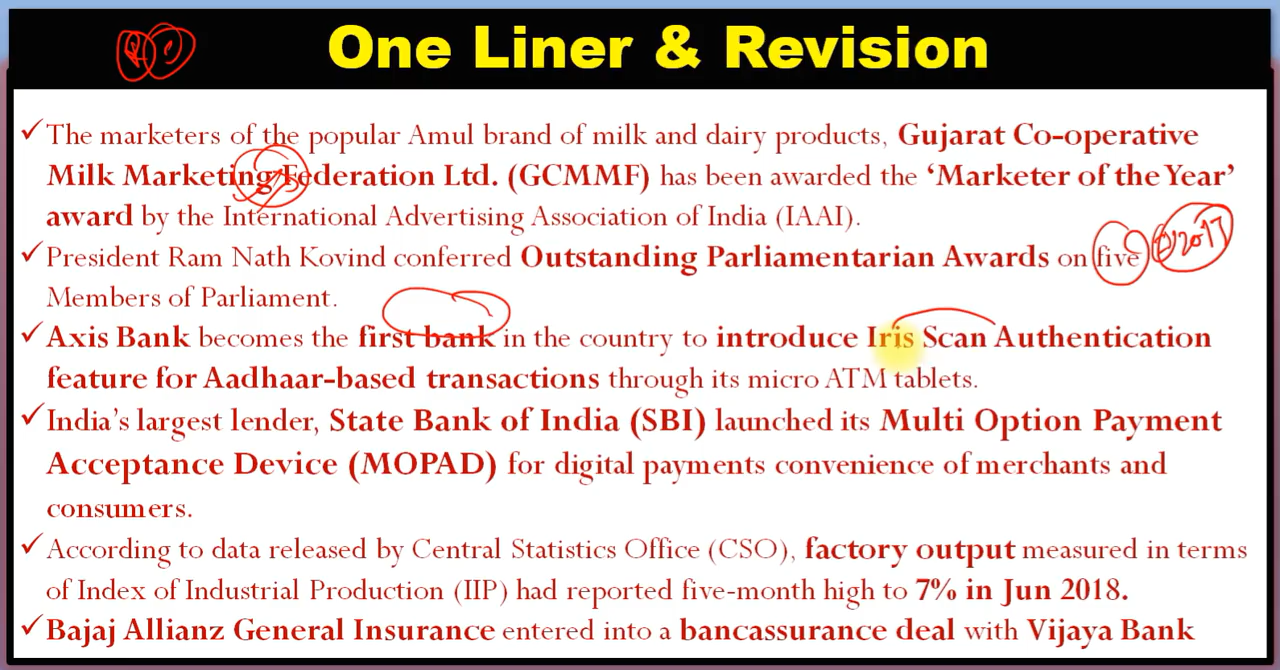 One Liner & Revision
✓ The marketers of the popular Amul brand of milk and dairy products, Gujarat Co-operative
Milk Marketing Federation Ltd. (GCMMF) has been awarded the ‘Marketer of the Year’
award by the International Advertising Association of India (IAAI).
✓ President Ram Nath Kovind conferred Outstanding Parliamentarian Awards on five
2017
Members of Parliament.
✓ Axis Bank becomes the first bank in the country to introduce Iris Scan Authentication
feature for Aadhaar-based transactions through its micro ATM tablets.
✓ India’s largest lender, State Bank of India (SBI) launched its Multi Option Payment
Acceptance Device (MOPAD) for digital payments convenience of merchants and
consumers.
✓ According to data released by Central Statistics Office (CSO), factory output measured in terms
of Index of Industrial Production (IIP) had reported five-month high to 7% in Jun 2018.
✓ Bajaj Allianz General Insurance entered into a bancassurance deal with Vijaya Bank